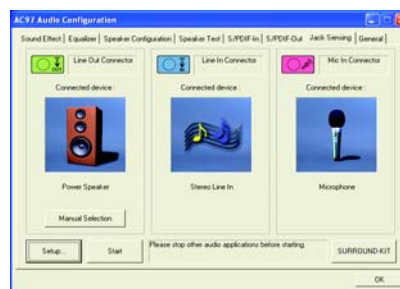 AC97 Audio Configuration
Sound Effect | Equalizer | Speaker Configuration | Speaker Test | S/PDIF-In | S/PDIF-Out | Jack Sensing | General
Line Out Connector
Line In Connector
Mic In Connector
Connected device :
Connected device :
Connected device :
Power Speaker
Stereo Line In
Microphone
Manual Selection
Setup...
Start
Please stop other audio applications before starting.
SURROUND-KIT
OK